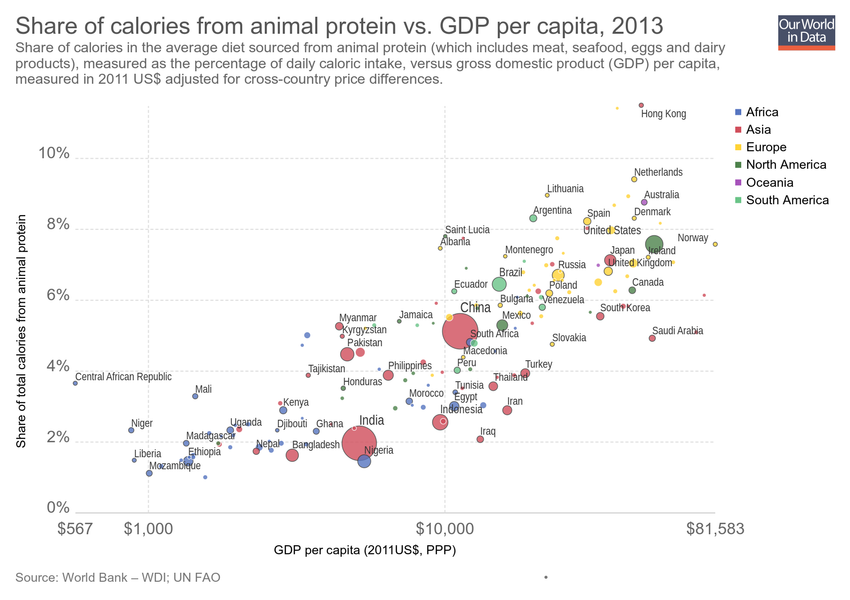 Share of calories from animal protein vs. GDP per capita, 2013
Our World
in Data
Share of calories in the average diet sourced from animal protein (which includes meat, seafood, eggs and dairy
products), measured as the percentage of daily caloric intake, versus gross domestic product (GDP) per capita,
measured in 2011 US$ adjusted for cross-country price differences.
Africa
Asia
Europe
North America
Oceania
South America
Share of total calories from animal protein
10%
8%
6%
4%
2%
0%
Hong Kong
Netherlands
Lithuania
Australia
Argentina
Spain
Denmark
Saint Lucia
United States
Albania
Norway
Montenegro
Japan
Ireland
Russia
United Kingdom
Brazil
Ecuador
Poland
Canada
China
Bulgaria
Venezuela
Mexico
South Korea
Myanmar
Jamaica
Kyrgyzstan
South Africa
Saudi Arabia
Pakistan
Slovakia
Macedonia
Tajikistan
Philippines
Peru
Turkey
Central African Republic
Honduras
Thailand
Mali
Tunisia
Morocco
Egypt
Kenya
Indonesia
Iran
Niger
Uganda
Djibouti
Ghana
India
Madagascar
Iraq
Nepal
Bangladesh
Liberia
Ethiopia
Nigeria
Mozambique
$567
$1,000
$10,000
$81,583
GDP per capita (2011US$, PPP)
Source: World Bank – WDI; UN FAO